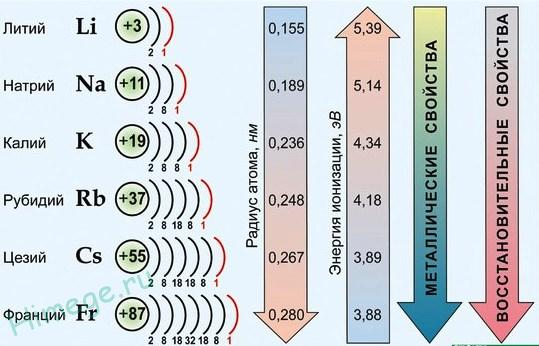 Литий Li +3 0,155 5,39
2 1
Натрий Na +11 0,189 5,14
2 8 1
Калий K +19 0,236 4,34
2 8 8 1
Рубидий Rb +37 0,248 4,18
2 8 18 8 1
Цезий Cs +55 0,267 3,89
2 8 18 18 8 1
Франций Fr +87 0,280 3,88
2 8 18 32 18 8 1
Радиус атома, нм
Энергия ионизации, эВ
МЕТАЛЛИЧЕСКИЕ СВОЙСТВА
ВОССТАНОВИТЕЛЬНЫЕ СВОЙСТВА
Himege.ru